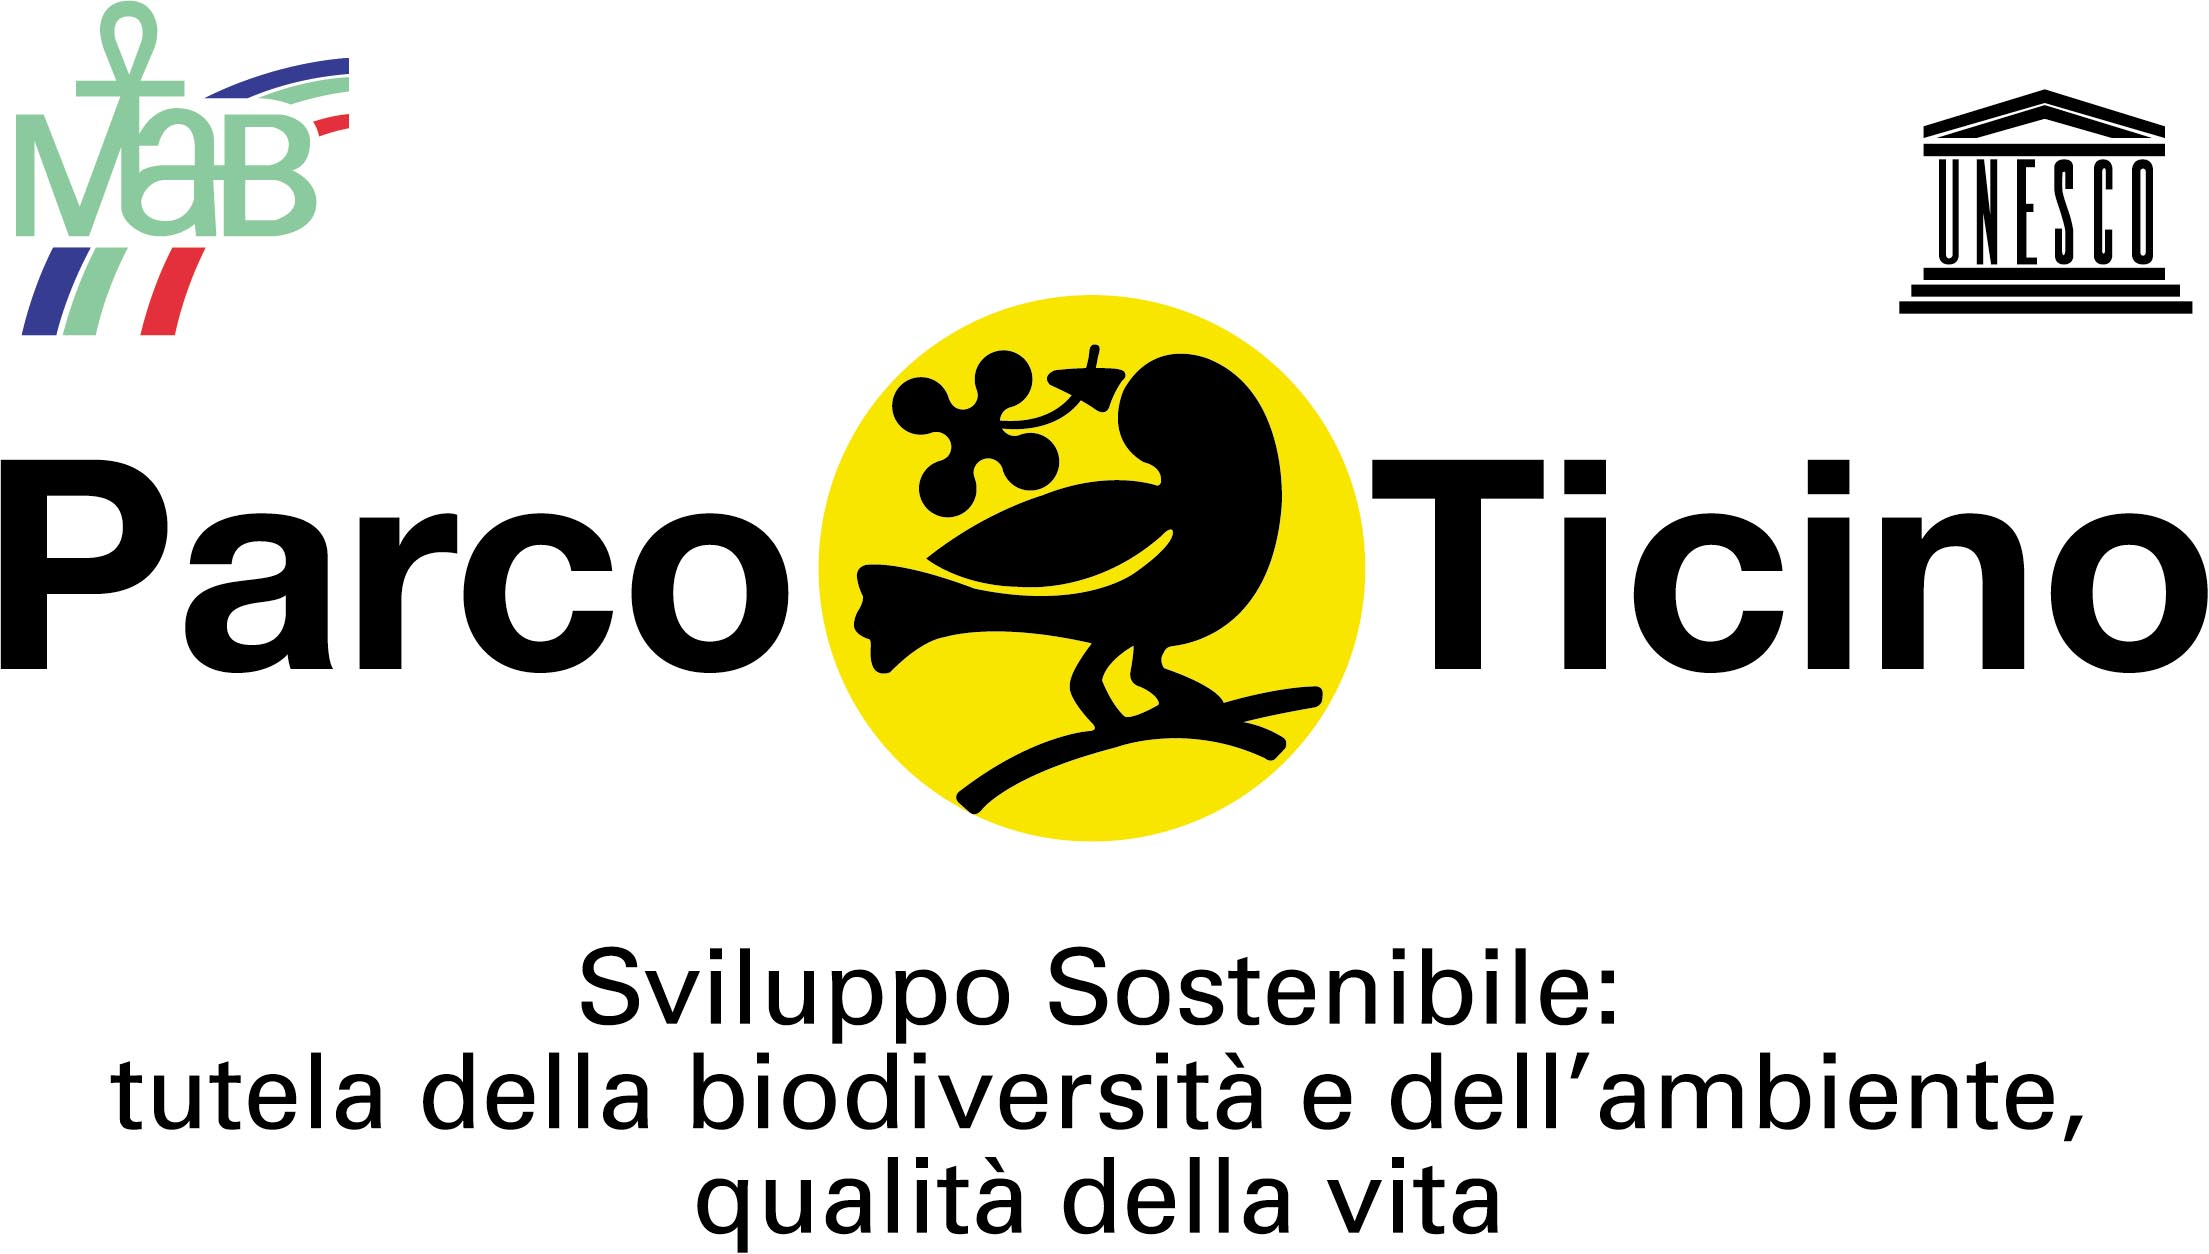 MaB
UNESCO
Parco Ticino
Sviluppo Sostenibile:
tutela della biodiversità e dell’ambiente,
qualità della vita